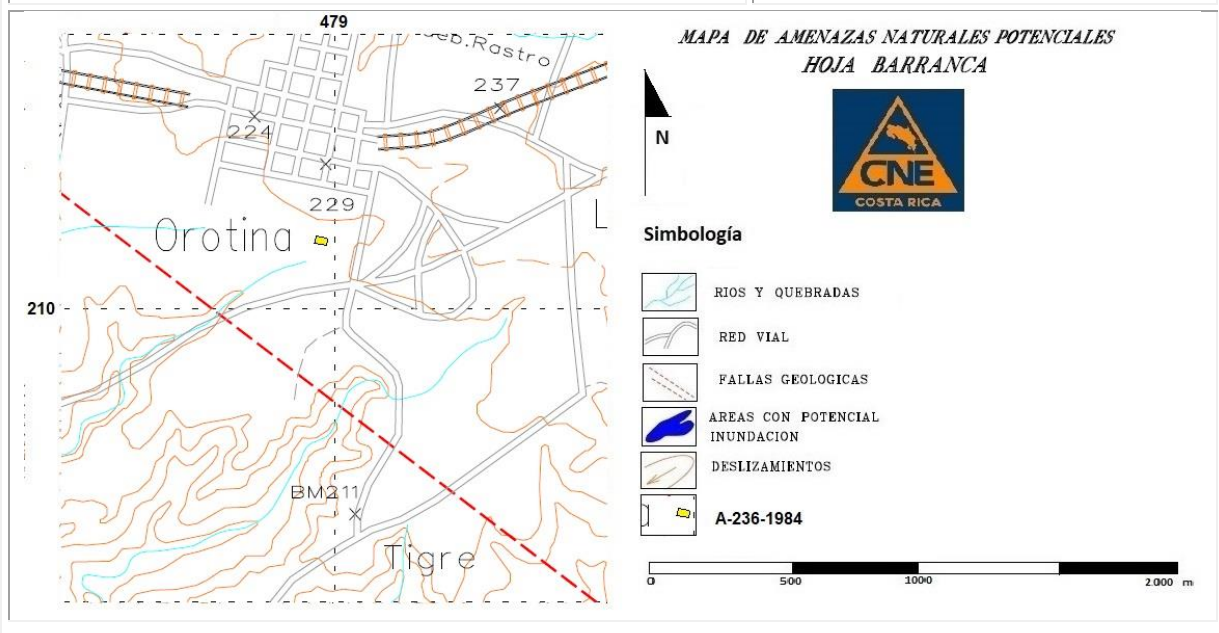 479
MAPA DE AMENAZAS NATURALES POTENCIALES
HOJA BARRANCA
Rastro
237
224
N
CNE
COSTA RICA
229
Orotina
L
Simbología
RIOS Y QUEBRADAS
210
RED VIAL
FALLAS GEOLOGICAS
AREAS CON POTENCIAL
INUNDACION
DESLIZAMIENTOS
BM211
A-236-1984
Tigre
0 500 1000 2.000 m